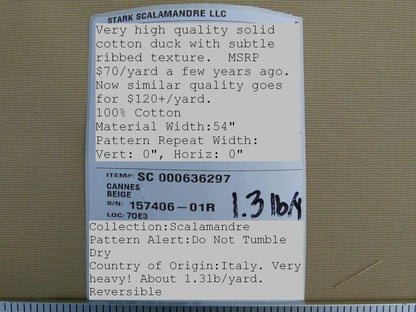 STARK SCALAMANDRE LLC
Very high quality solid
cotton duck with subtle
ribbed texture.  MSRP
$70/yard a few years ago.
Now similar quality goes
for $120+/yard.
100% Cotton
Material Width:54"
Pattern Repeat Width:
Vert: 0", Horiz: 0"
ITEM#: SC 000636297
CANNES
BEIGE
S/N: 157406-01R
LOC: 70E3
1.3 lb/y
Collection:Scalamandre
Pattern Alert:Do Not Tumble
Dry
Country of Origin:Italy. Very
heavy! About 1.3lb/yard.
Reversible